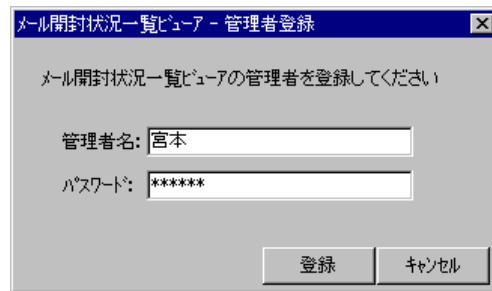 ﾒｰﾙ開封状況一覧ﾋﾞｭｰｱ - 管理者登録
ﾒｰﾙ開封状況一覧ﾋﾞｭｰｱの管理者を登録してください
管理者名: 宮本
ﾊﾟｽﾜｰﾄﾞ: ******
登録 ｷｬﾝｾﾙ